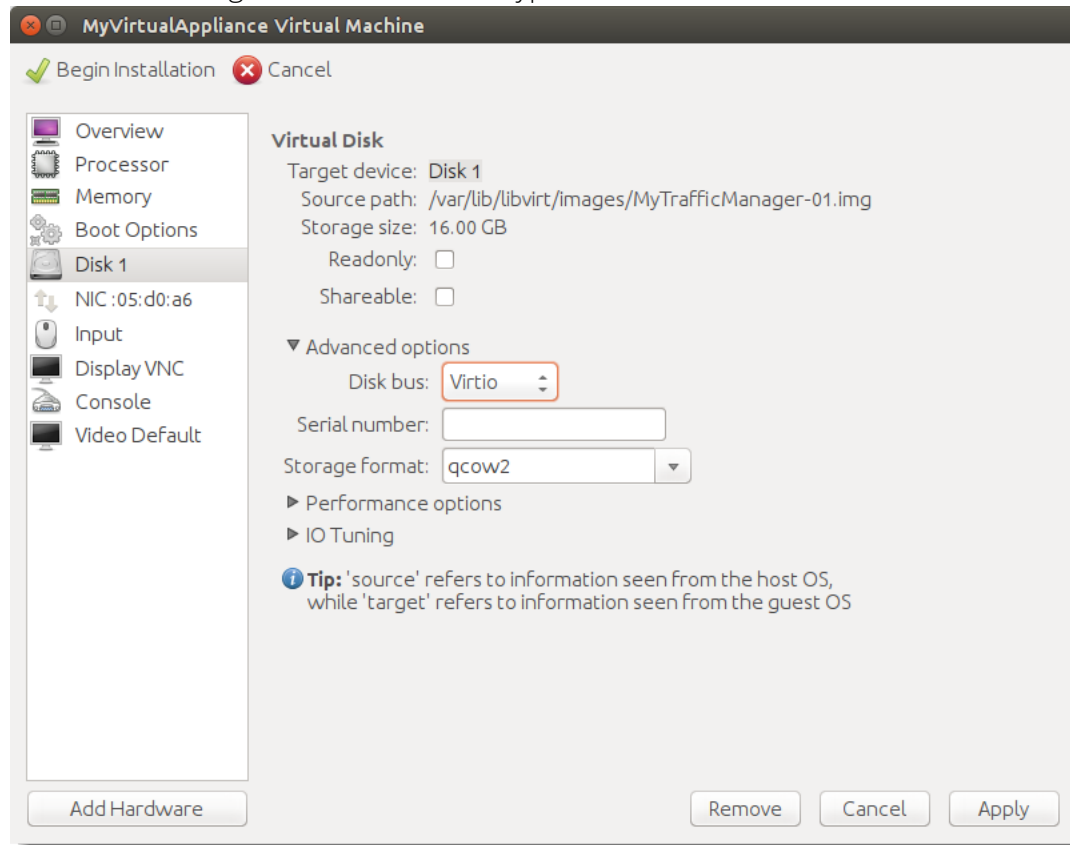 MyVirtualAppliance Virtual Machine
Begin Installation Cancel
Overview
Processor
Memory
Boot Options
Disk 1
NIC :05:d0:a6
Input
Display VNC
Console
Video Default
Add Hardware
Virtual Disk
Target device: Disk 1
Source path: /var/lib/libvirt/images/MyTrafficManager-01.img
Storage size: 16.00 GB
Readonly:
Shareable:
Advanced options
Disk bus: Virtio
Serial number:
Storage format: qcow2
Performance options
IO Tuning
Tip: 'source' refers to information seen from the host OS,
while 'target' refers to information seen from the guest OS
Remove Cancel Apply